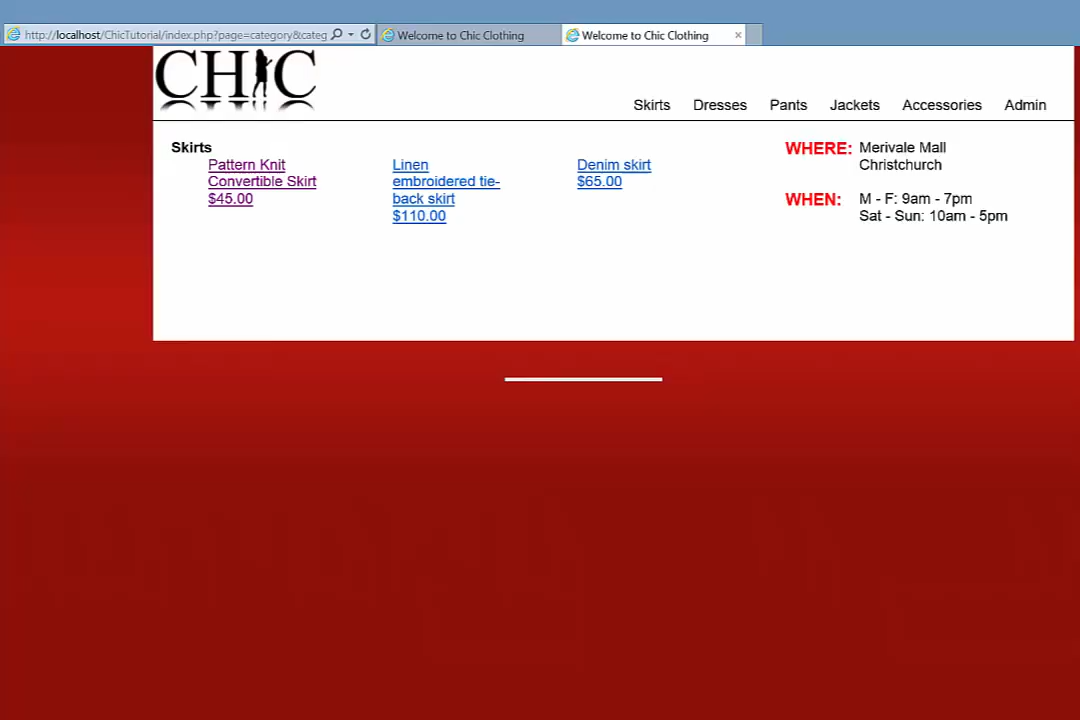 http://localhost/ChicTutorial/index.php?page=category&categ
Welcome to Chic Clothing
Welcome to Chic Clothing
CHIC
Skirts Dresses Pants Jackets Accessories Admin
Skirts
Pattern Knit
Convertible Skirt
$45.00
Linen
embroidered tie-
back skirt
$110.00
Denim skirt
$65.00
WHERE: Merivale Mall
Christchurch
WHEN: M - F: 9am - 7pm
Sat - Sun: 10am - 5pm